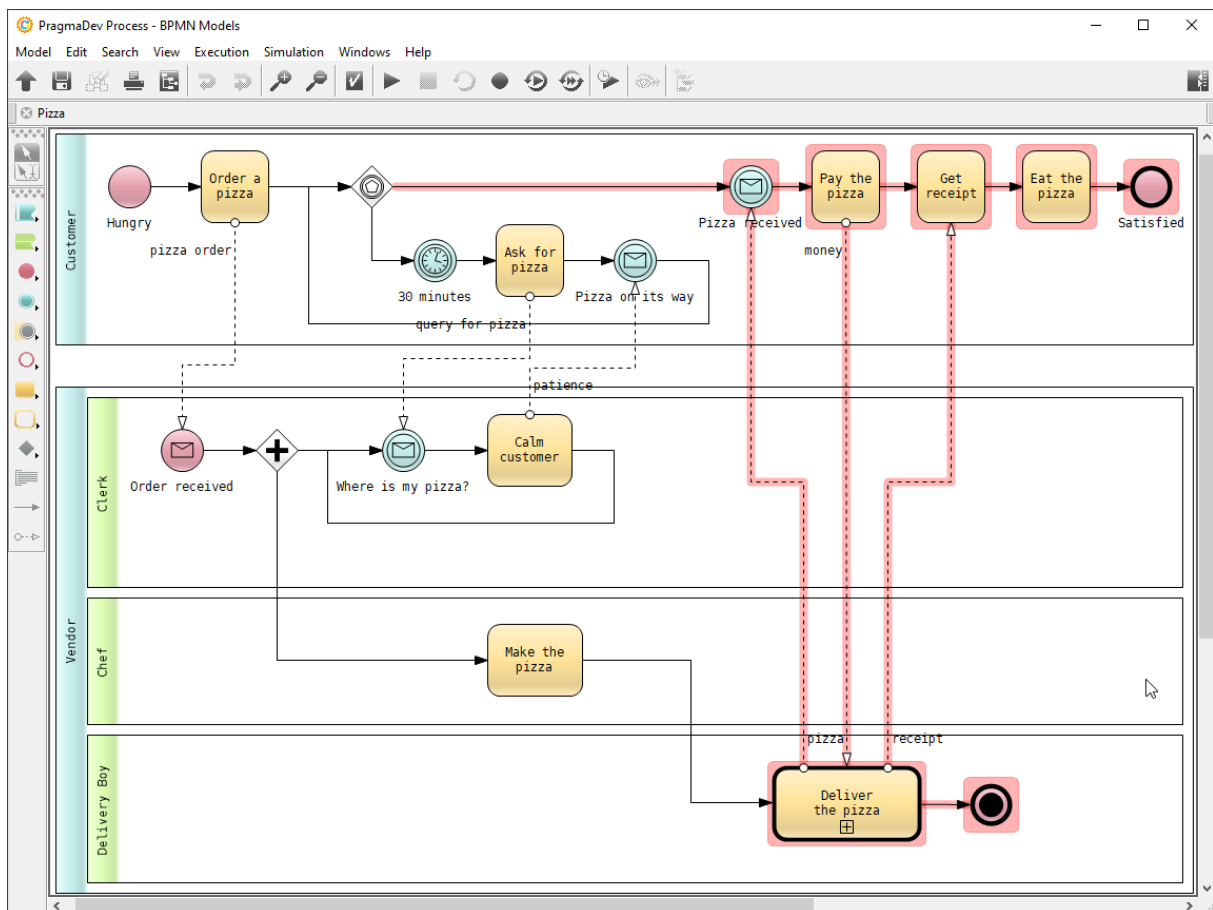 PragmaDev Process - BPMN Models
Model Edit Search View Execution Simulation Windows Help
Pizza
Customer
Hungry
Order a
pizza
pizza order
30 minutes
Ask for
pizza
query for pizza
Pizza on its way
Pizza received
Pay the
pizza
money
Get
receipt
Eat the
pizza
Satisfied
patience
Vendor
Clerk
Order received
Where is my pizza?
Calm
customer
Chef
Make the
pizza
Delivery Boy
pizza
receipt
Deliver
the pizza